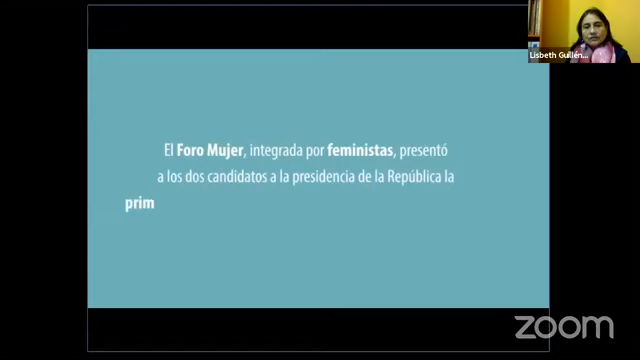 Lisbeth Guillén...
El Foro Mujer, integrada por feministas, presentó
a los dos candidatos a la presidencia de la República la
prim
zoom